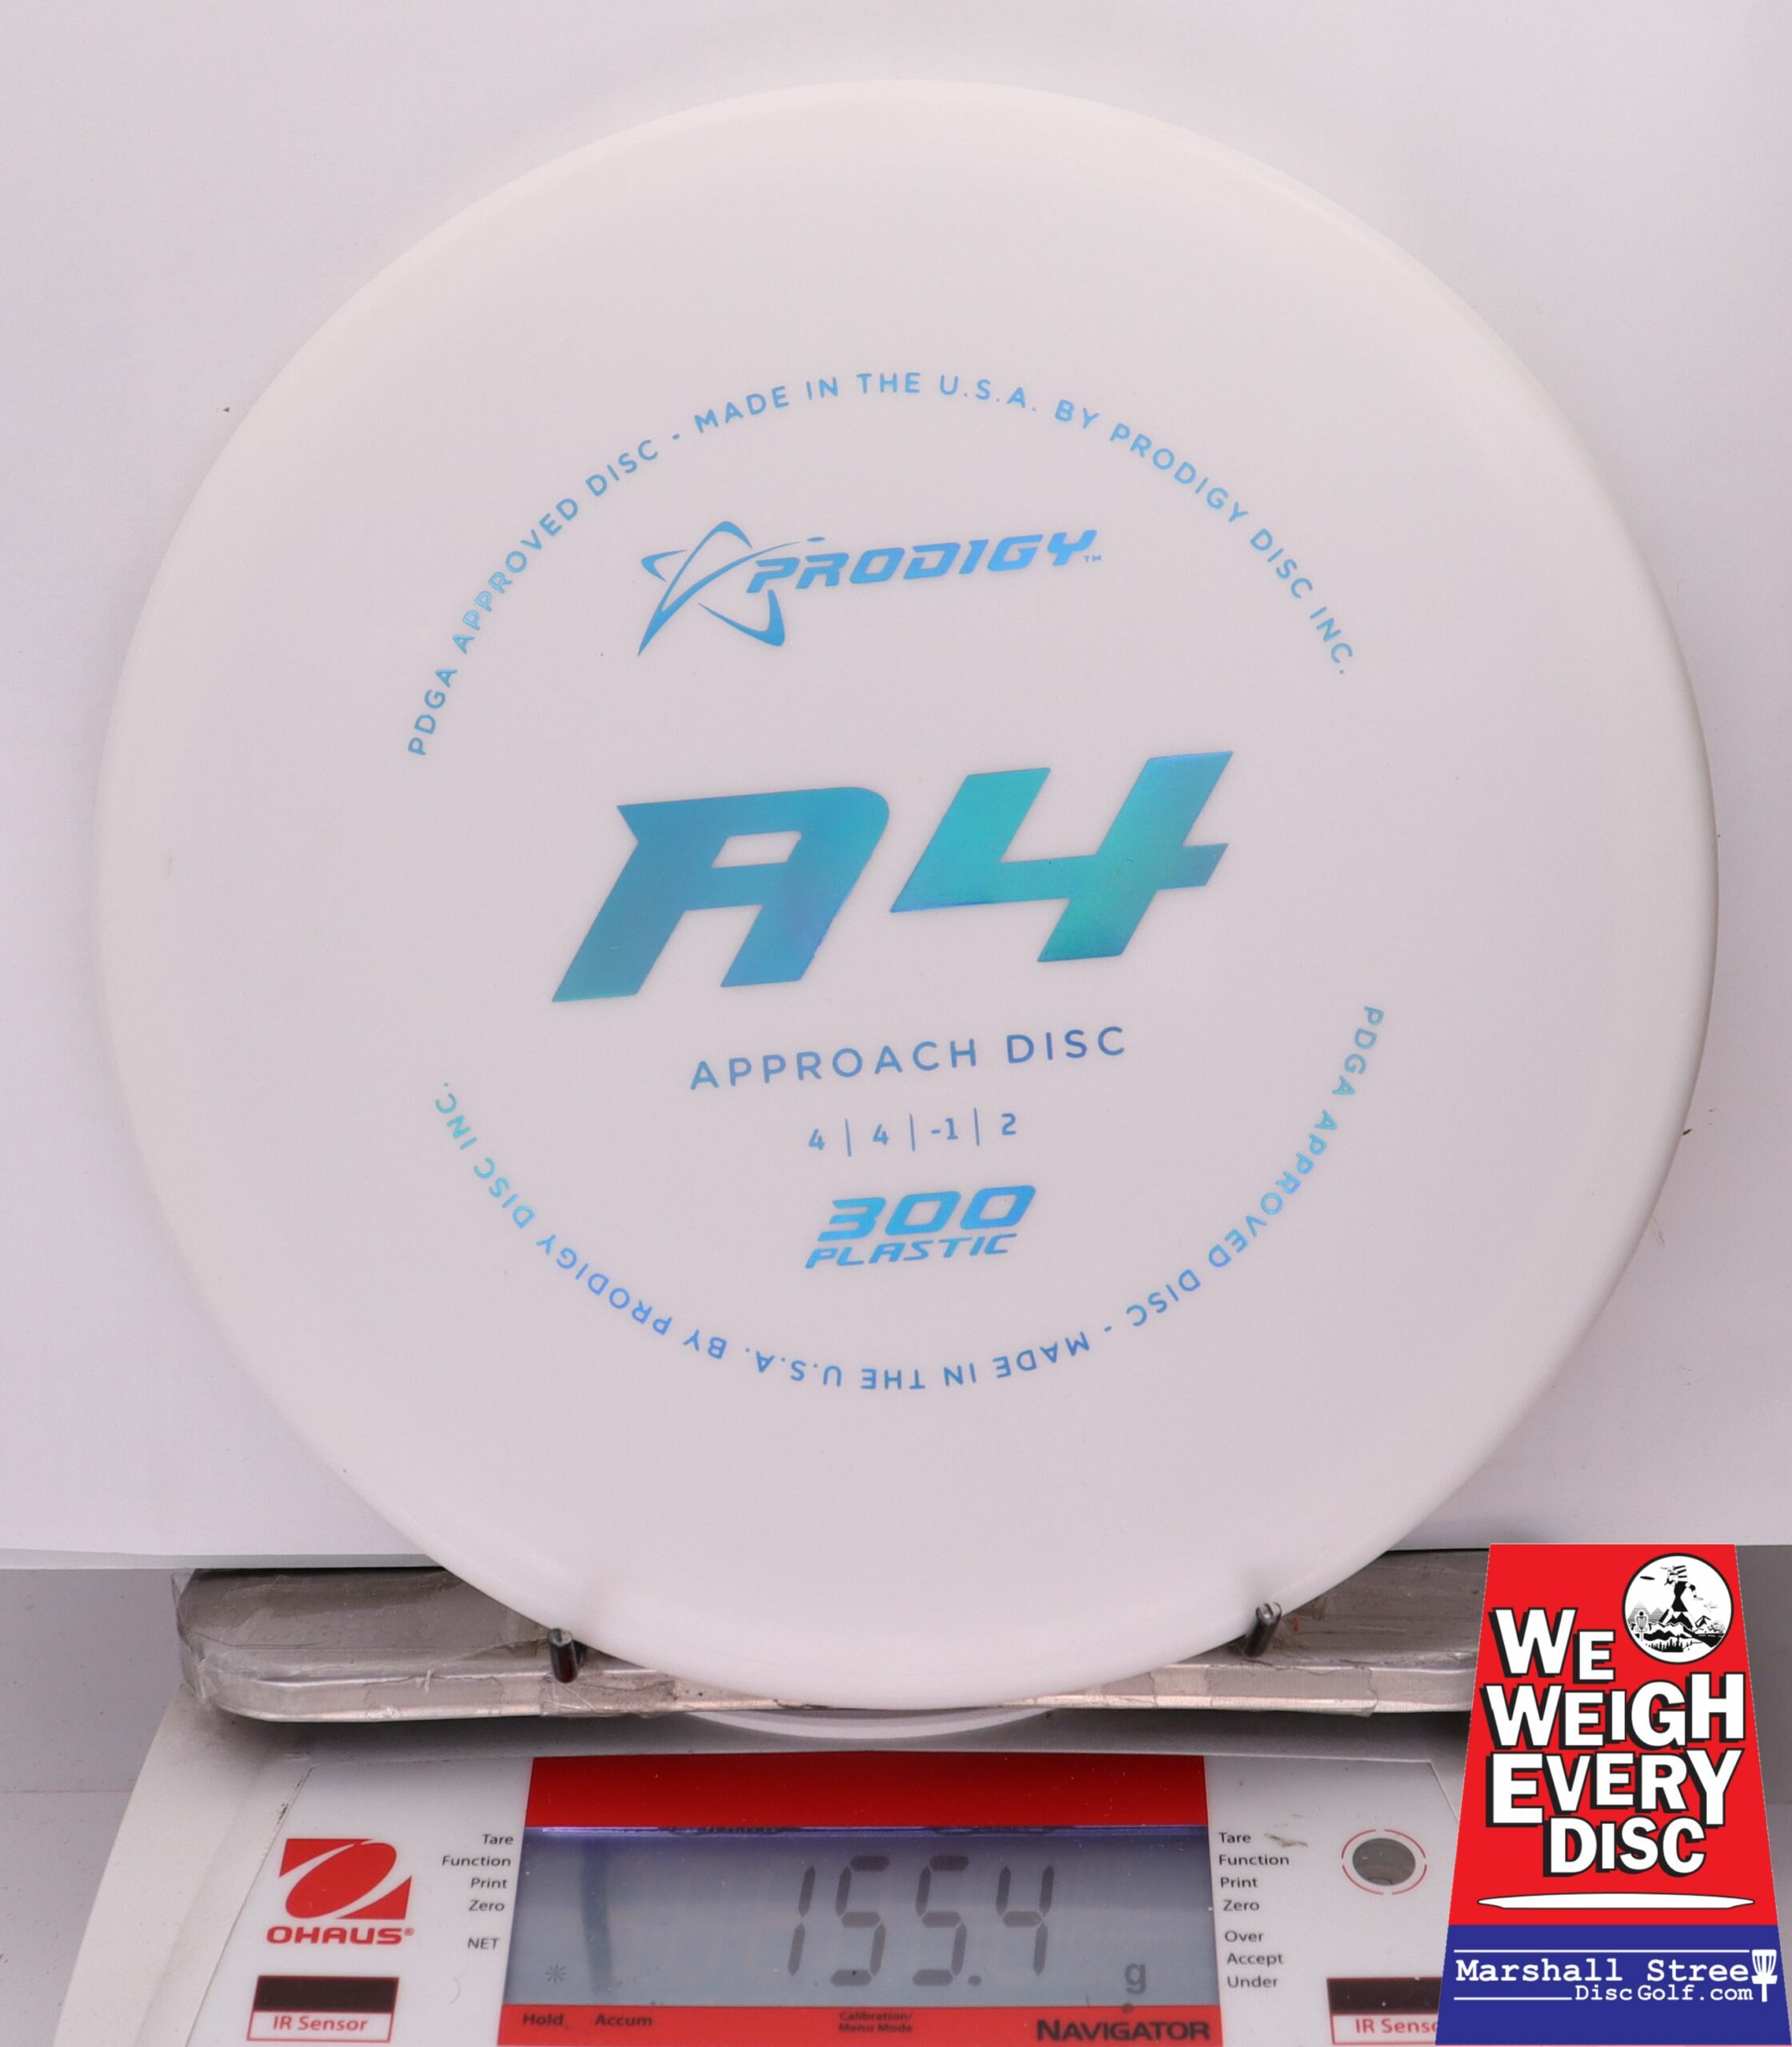 PDGA APPROVED DISC - MADE IN THE U.S.A. BY PRODIGY DISC INC.
PRODIGY™
A4
APPROACH DISC
4 | 4 | -1 | 2
300
PLASTIC
PDGA APPROVED DISC - MADE IN THE U.S.A. BY PRODIGY DISC INC.
OHAUS®
IR Sensor
Tare
Function
Print
Zero
NET
155.4 g
Hold
Accum
Calibration/
Menu Mode
NAVIGATOR
Tare
Function
Print
Zero
Over
Accept
Under
IR Senso
WE
WEIGH
EVERY
DISC
Marshall Stree
DiscGolf.com